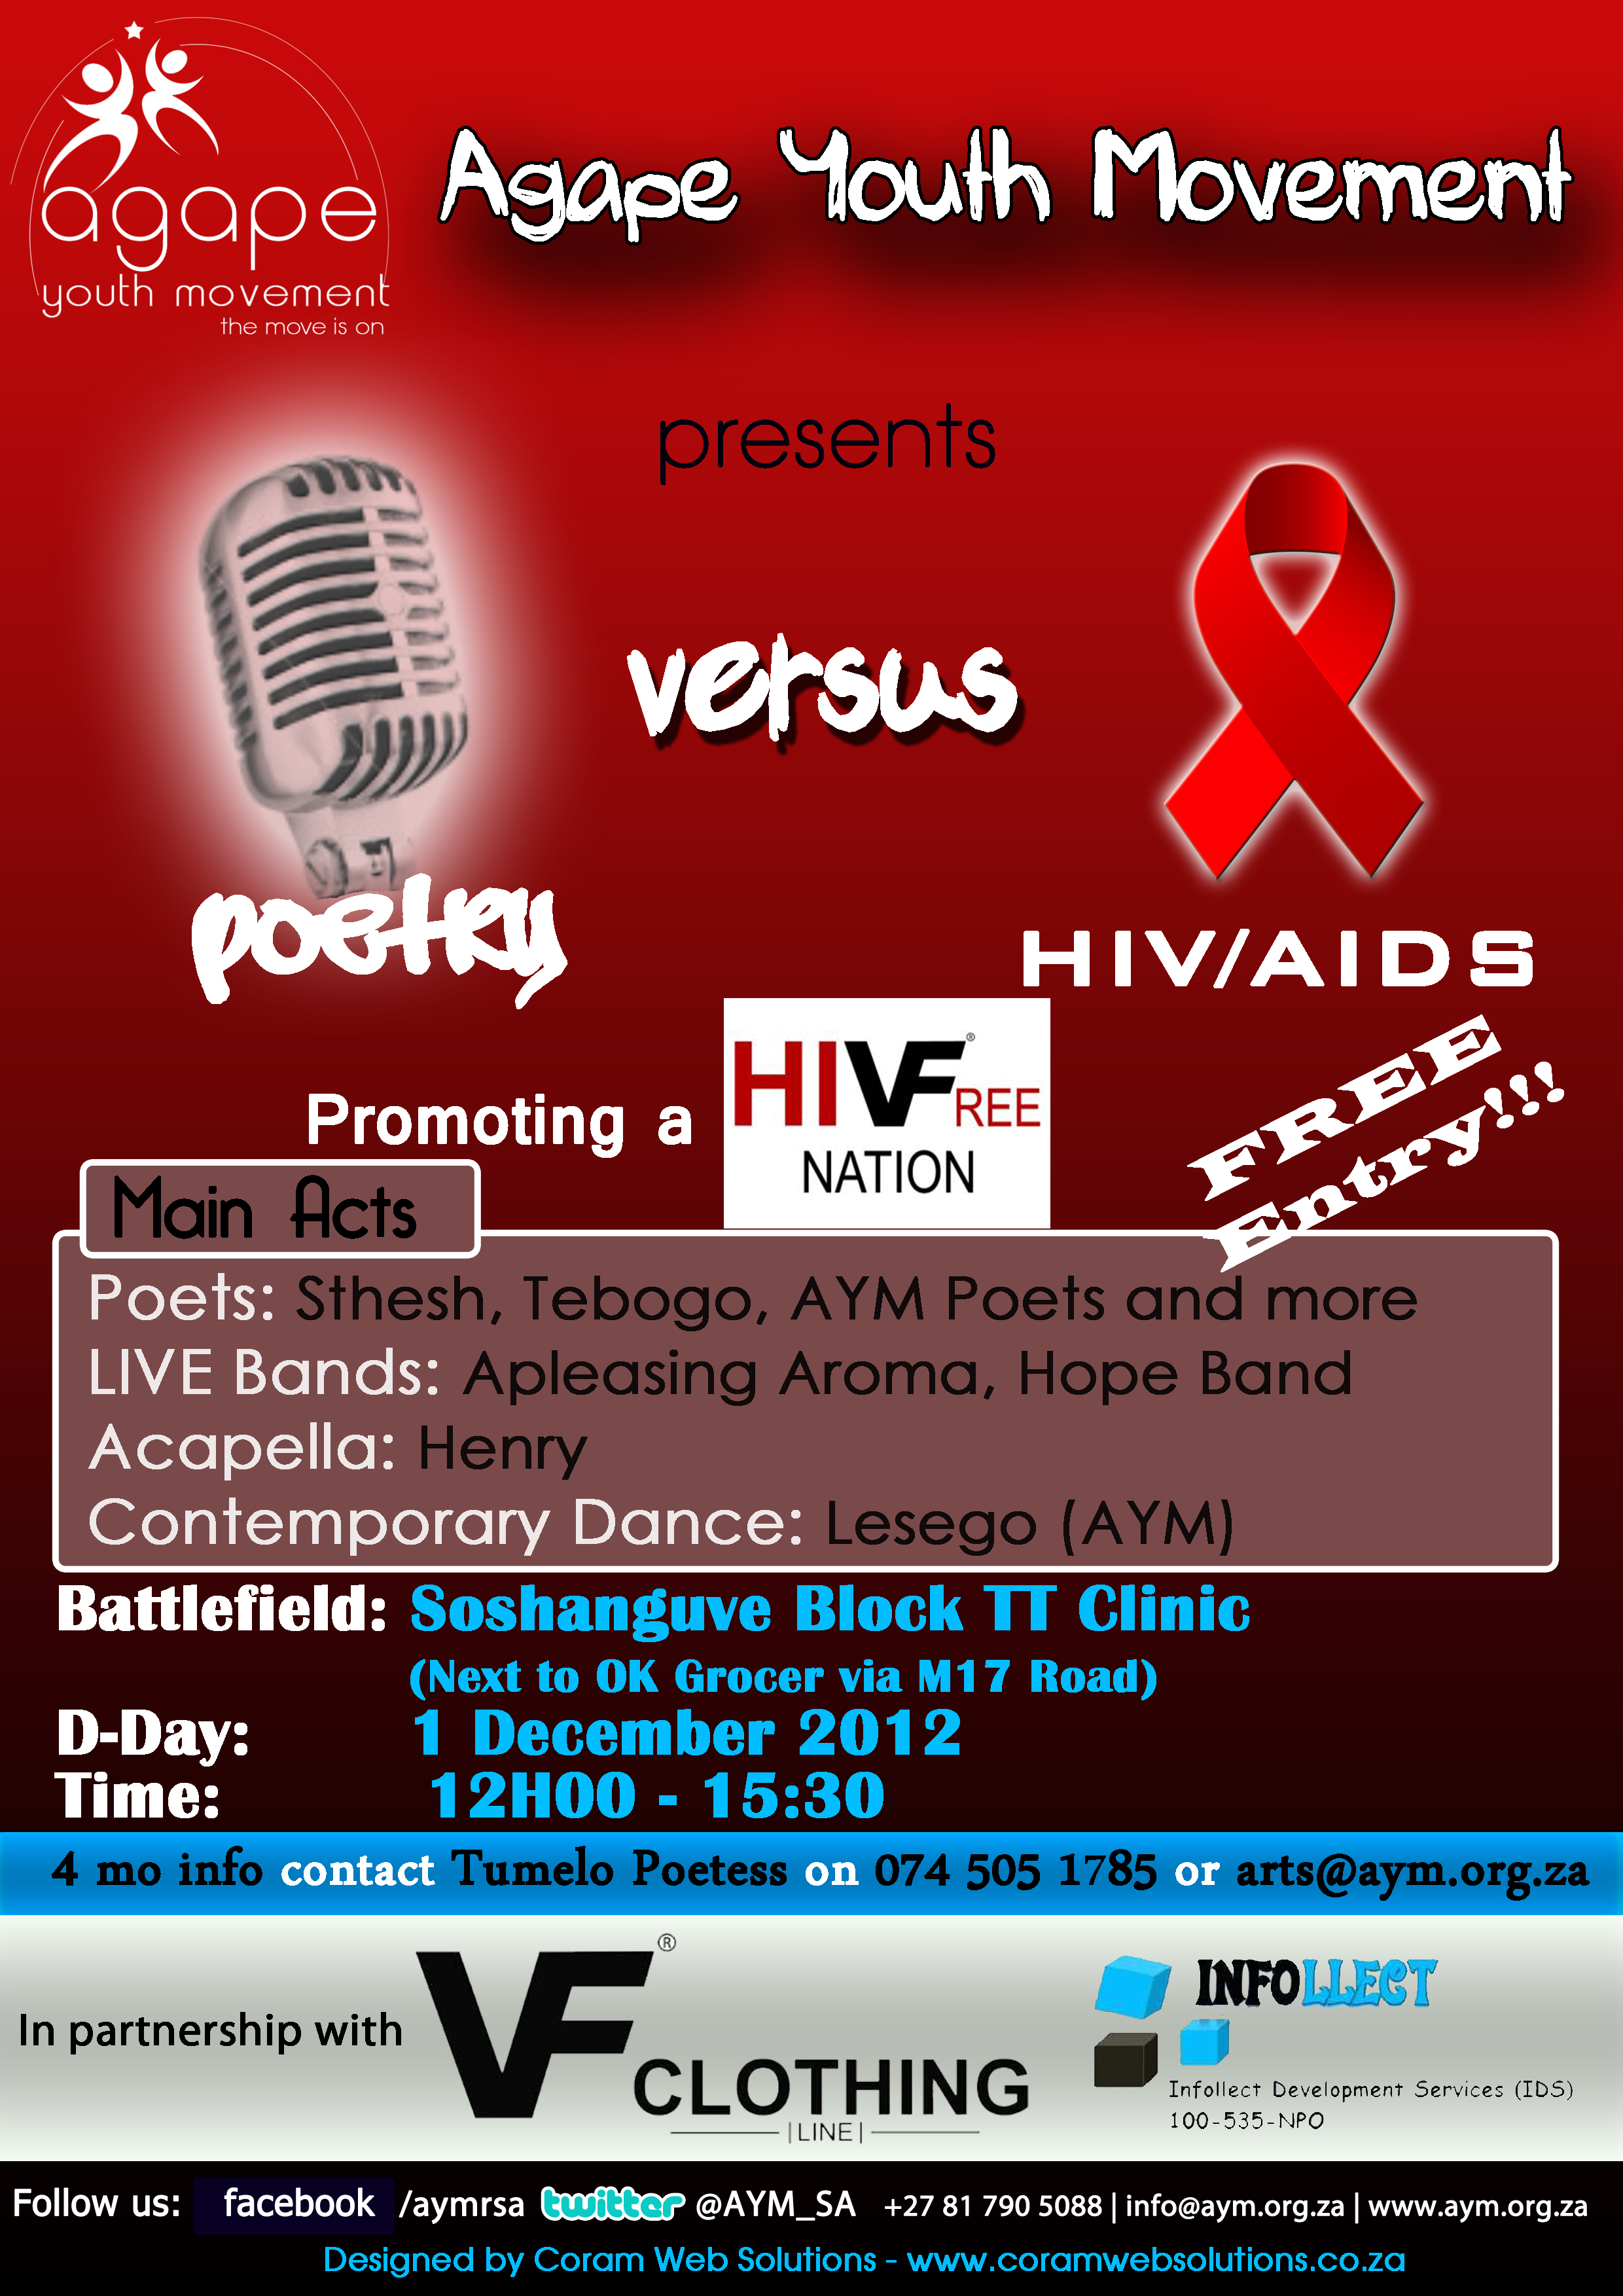 agape
youth movement
the move is on
Agape Youth Movement
presents
versus
poetry
HIV/AIDS
Promoting a
HIVFREE®
NATION
FREE
Entry!!!
Main Acts
Poets: Sthesh, Tebogo, AYM Poets and more
LIVE Bands: Apleasing Aroma, Hope Band
Acapella: Henry
Contemporary Dance: Lesego (AYM)
Battlefield: Soshanguve Block TT Clinic
(Next to OK Grocer via M17 Road)
D-Day: 1 December 2012
Time: 12H00 - 15:30
4 mo info contact Tumelo Poetess on 074 505 1785 or arts@aym.org.za
In partnership with
VF®
CLOTHING
|LINE|
INFOLLECT
Infollect Development Services (IDS)
100-535-NPO
Follow us: facebook /aymrsa twitter @AYM_SA +27 81 790 5088 | info@aym.org.za | www.aym.org.za
Designed by Coram Web Solutions - www.coramwebsolutions.co.za